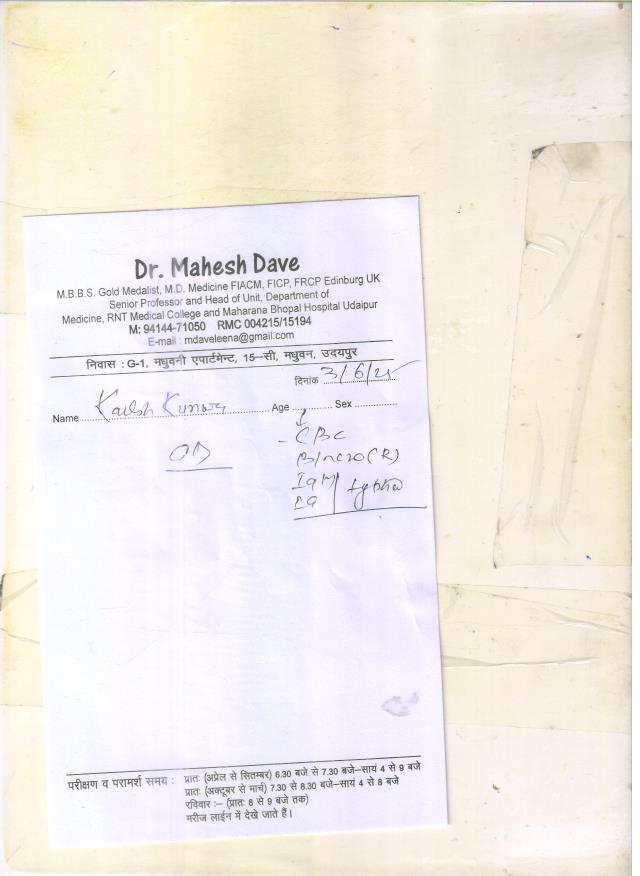 Dr. Mahesh Dave
M.B.B.S. Gold Medalist, M.D. Medicine FIACM, FICP, FRCP Edinburg UK
Senior Professor and Head of Unit, Department of
Medicine, RNT Medical College and Maharana Bhopal Hospital Udaipur
M: 94144-71050 RMC 004215/15194
E-mail : mdaveleena@gmail.com
निवास : G-1, मधुवनी एपार्टमेन्ट, 15–सी, मधुवन, उदयपुर
दिनांक 3/6/25
Name Age Sex
CBC
IgM
परीक्षण व परामर्श समय : प्रातः (अप्रेल से सितम्बर) 6.30 बजे से 7.30 बजे–सायं 4 से 9 बजे
प्रातः (अक्टूबर से मार्च) 7.30 से 8.30 बजे–सायं 4 से 8 बजे
रविवार :– (प्रातः 8 से 9 बजे तक)
मरीज लाईन में देखे जाते हैं।